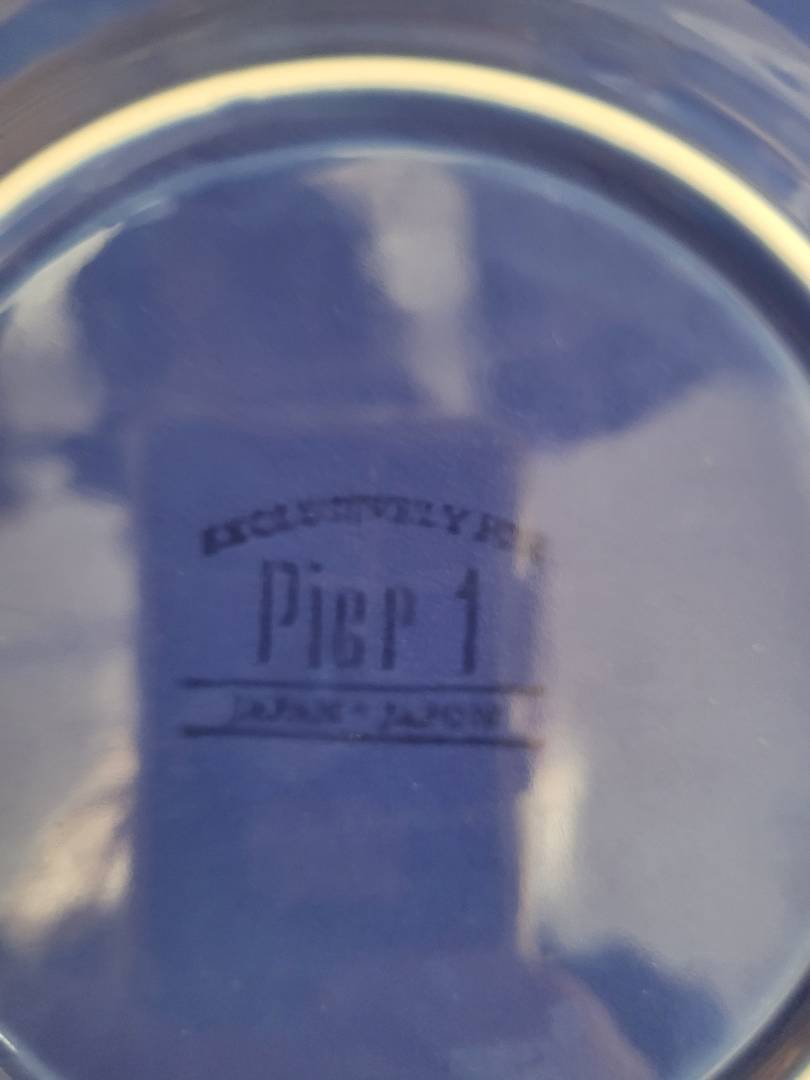 EXCLUSIVELY FOR
Pier 1
JAPAN • JAPON